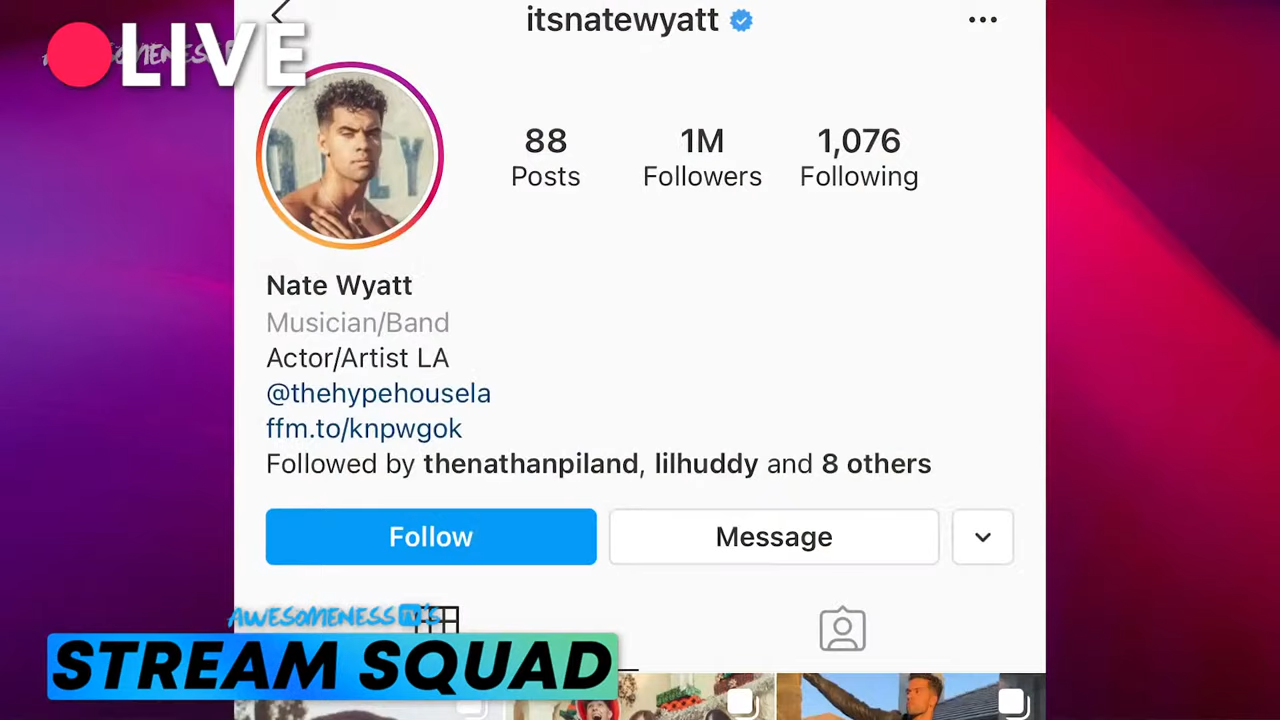 itsnatewyatt
LIVE
88
Posts
1M
Followers
1,076
Following
Nate Wyatt
Musician/Band
Actor/Artist LA
@thehypehousela
ffm.to/knpwgok
Followed by thenathanpiland, lilhuddy and 8 others
Follow
Message
AWESOMENESS TV'S
STREAM SQUAD